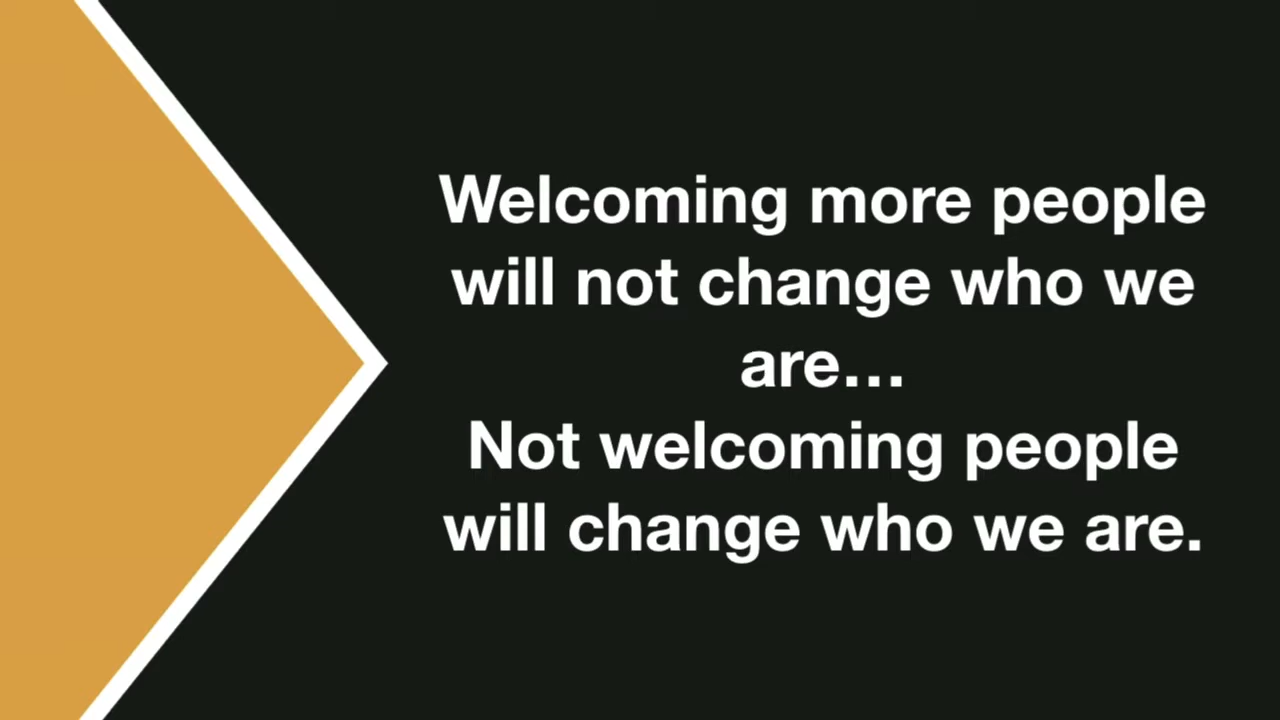 Welcoming more people
will not change who we
are…
Not welcoming people
will change who we are.